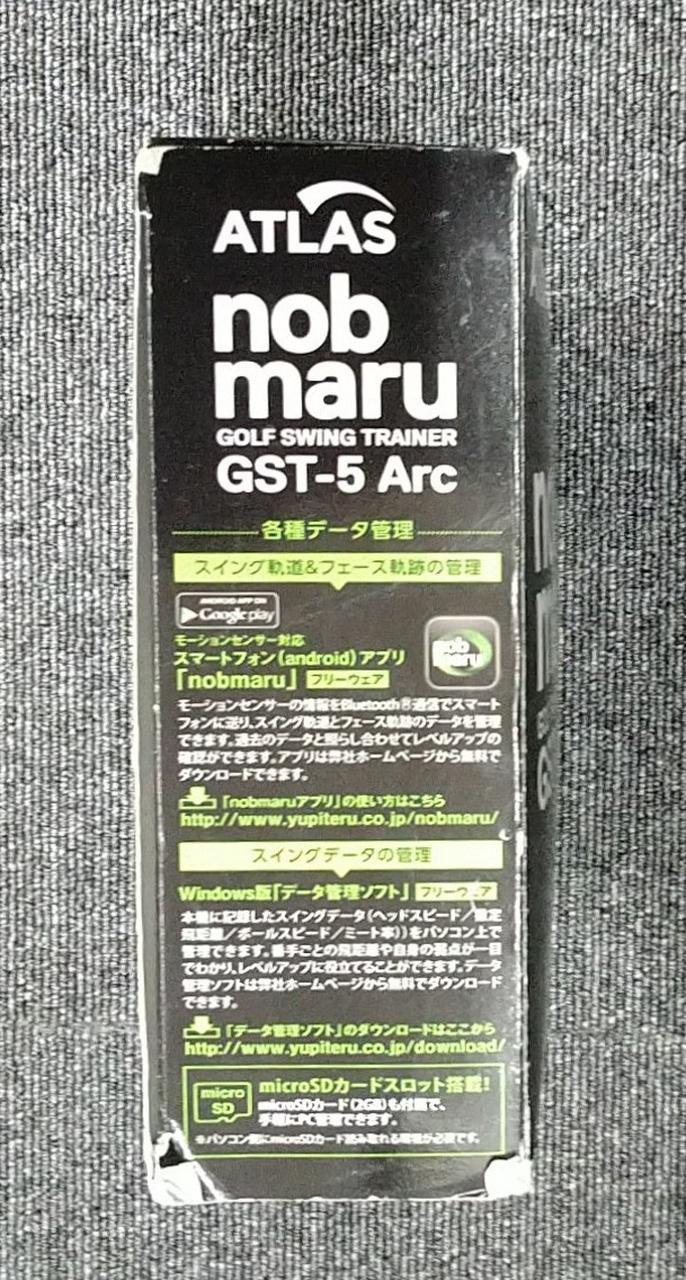 ATLAS
nob
maru
GOLF SWING TRAINER
GST-5 Arc
各種データ管理
スイング軌道&フェース軌跡の管理
ANDROID APP ON
Google play
nob
maru
モーションセンサー対応
スマートフォン(android)アプリ
「nobmaru」 フリーウェア
モーションセンサーの情報をBluetooth®通信でスマート
フォンに送り、スイング軌道とフェース軌跡のデータを管理
できます。過去のデータと照らし合わせてレベルアップの
確認ができます。アプリは弊社ホームページから無料で
ダウンロードできます。
「nobmaruアプリ」の使い方はこちら
http://www.yupiteru.co.jp/nobmaru/
スイングデータの管理
Windows版「データ管理ソフト」 フリーウェア
本機に記録したスイングデータ(ヘッドスピード/推定
飛距離/ボールスピード/ミート率))をパソコン上で
管理できます。番手ごとの飛距離や自身の弱点が一目
でわかり、レベルアップに役立てることができます。データ
管理ソフトは弊社ホームページから無料でダウンロード
できます。
「データ管理ソフト」のダウンロードはここから
http://www.yupiteru.co.jp/download/
micro
SD
microSDカードスロット搭載!
microSDカード(2GB)も付属で、
手軽にPC管理できます。
※パソコン側にmicroSDカード読み取れる環境が必要です。